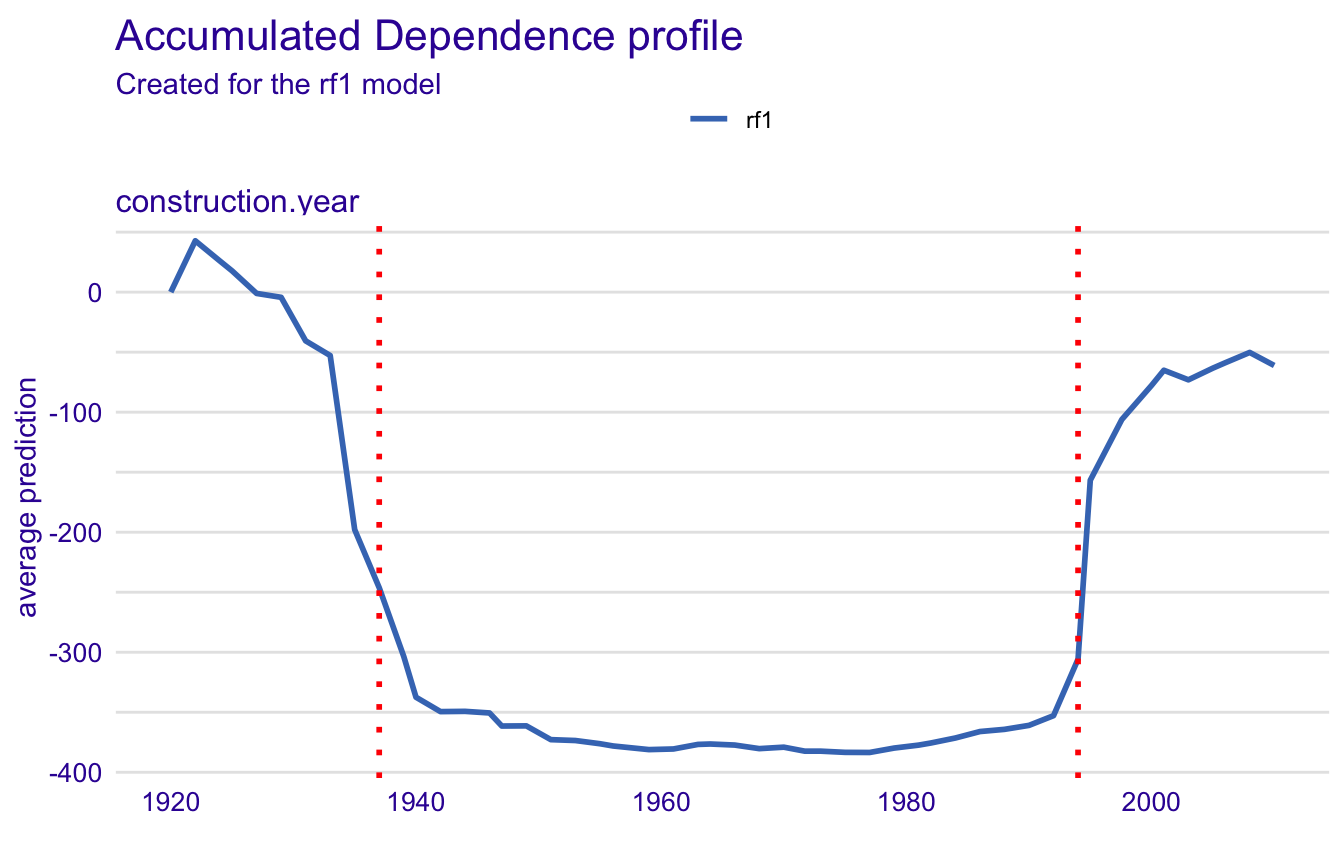 Accumulated Dependence profile
Created for the rf1 model
rf1
construction.year
average prediction
0
-100
-200
-300
-400
1920 1940 1960 1980 2000